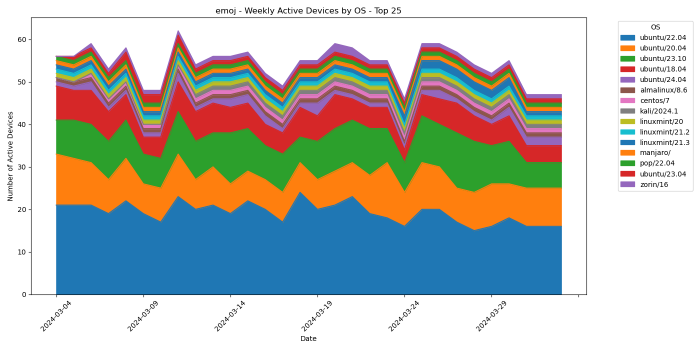 emoj - Weekly Active Devices by OS - Top 25
Number of Active Devices
60
50
40
30
20
10
0
2024-03-04
2024-03-09
2024-03-14
2024-03-19
2024-03-24
2024-03-29
Date
OS
ubuntu/22.04
ubuntu/20.04
ubuntu/23.10
ubuntu/18.04
ubuntu/24.04
almalinux/8.6
centos/7
kali/2024.1
linuxmint/20
linuxmint/21.2
linuxmint/21.3
manjaro/
pop/22.04
ubuntu/23.04
zorin/16